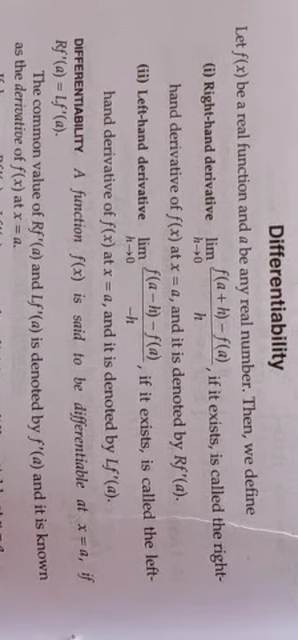 Differentiability
Let f(x) be a real function and a be any real number. Then, we define
(i) Right-hand derivative lim h→0 f(a + h) – f(a) / h, if it exists, is called the right-
hand derivative of f(x) at x = a, and it is denoted by Rf'(a).
(ii) Left-hand derivative lim h→0 f(a – h) – f(a) / –h, if it exists, is called the left-
hand derivative of f(x) at x = a, and it is denoted by Lf'(a).
DIFFERENTIABILITY A function f(x) is said to be differentiable at x = a, if
Rf'(a) = Lf'(a).
The common value of Rf'(a) and Lf'(a) is denoted by f'(a) and it is known
as the derivative of f(x) at x = a.